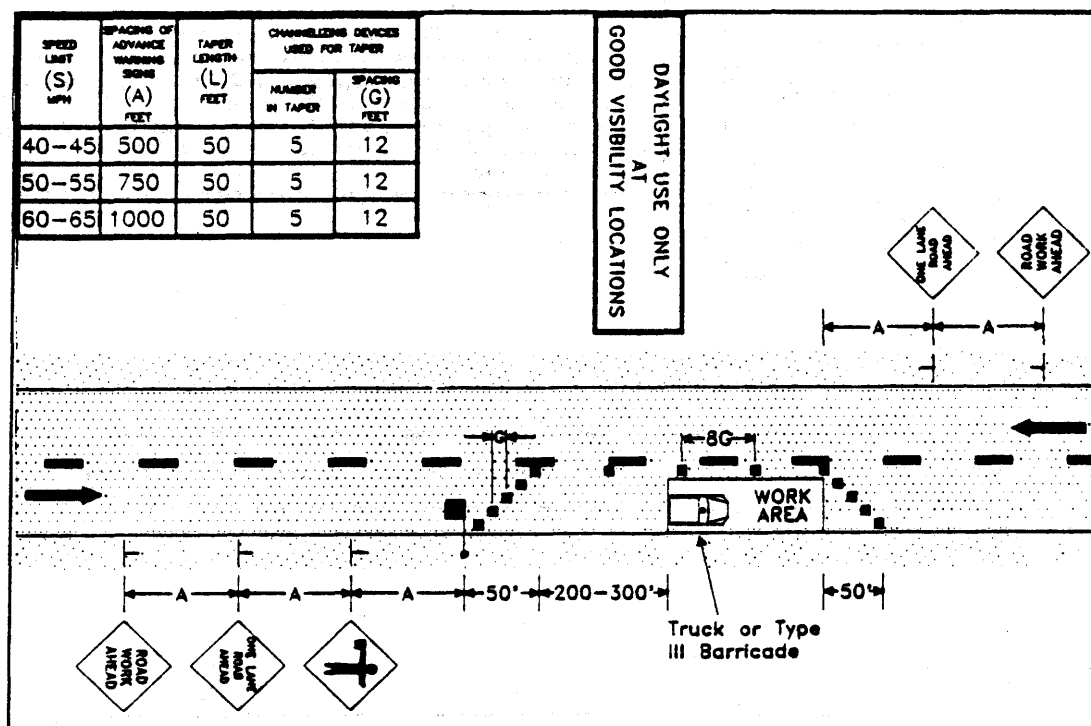 SPEED
LIMIT
(S)
MPH
SPACING OF
ADVANCE
WARNING
SIGNS
(A)
FEET
TAPER
LENGTH
(L)
FEET
CHANNELIZING DEVICES
USED FOR TAPER
NUMBER
IN TAPER
SPACING
(G)
FEET
40-45 500 50 5 12
50-55 750 50 5 12
60-65 1000 50 5 12
DAYLIGHT USE ONLY
AT
GOOD VISIBILITY LOCATIONS
ONE LANE
ROAD
AHEAD
ROAD
WORK
AHEAD
A A
G 8G
WORK
AREA
A A A 50' 200-300' 50'
Truck or Type
III Barricade
ROAD
WORK
AHEAD
ONE LANE
ROAD
AHEAD